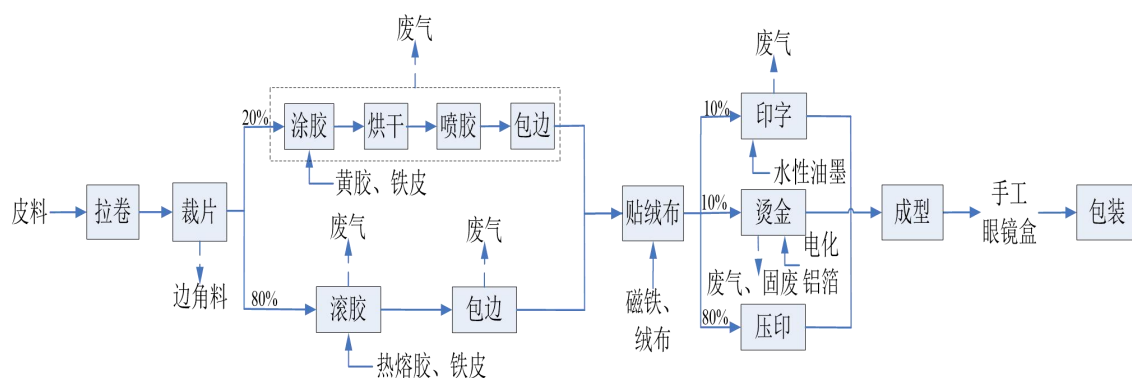 废气
废气
20%
涂胶
烘干
喷胶
包边
10%
印字
黄胶、铁皮
水性油墨
皮料
拉卷
裁片
贴绒布
10%
烫金
成型
手工
眼镜盒
包装
废气
废气
电化
边角料
80%
滚胶
包边
废气、固废
铝箔
磁铁、
绒布
80%
压印
热熔胶、铁皮